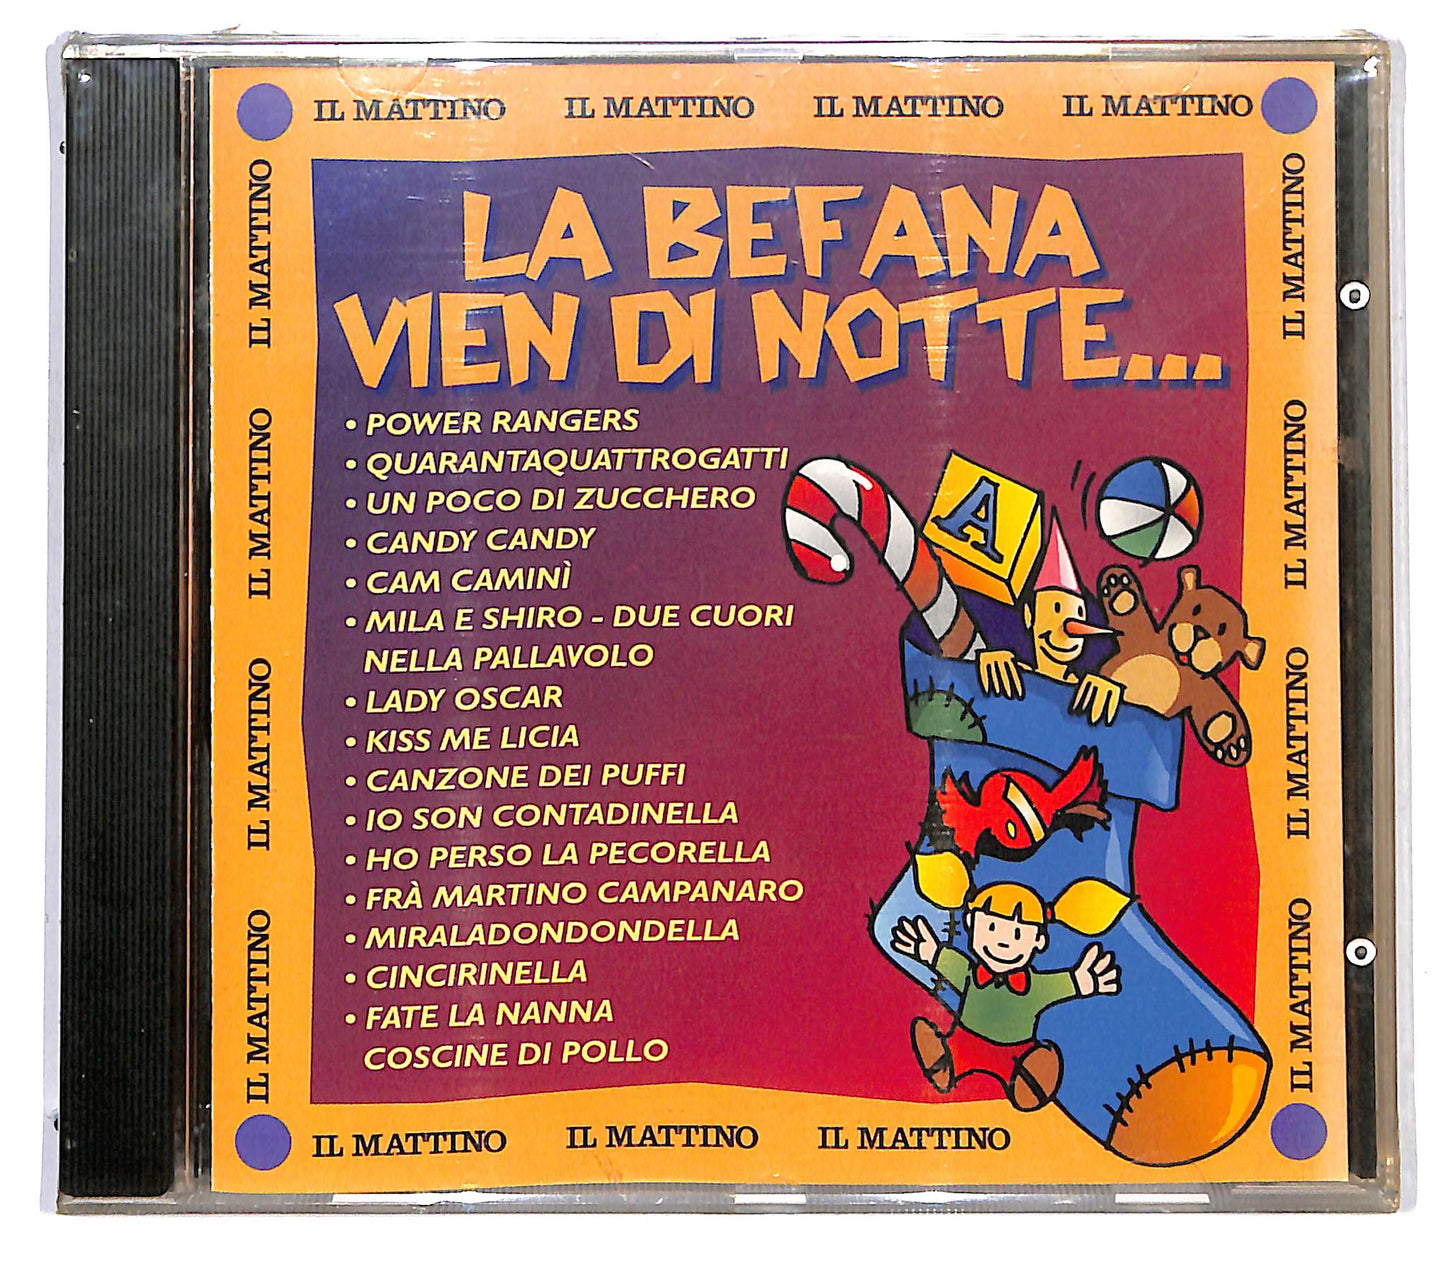 IL MATTINO IL MATTINO IL MATTINO IL MATTINO
IL MATTINO
IL MATTINO
IL MATTINO
IL MATTINO
LA BEFANA
VIEN DI NOTTE...
• POWER RANGERS
• QUARANTAQUATTROGATTI
• UN POCO DI ZUCCHERO
• CANDY CANDY
• CAM CAMINÌ
• MILA E SHIRO - DUE CUORI
NELLA PALLAVOLO
• LADY OSCAR
• KISS ME LICIA
• CANZONE DEI PUFFI
• IO SON CONTADINELLA
• HO PERSO LA PECORELLA
• FRÀ MARTINO CAMPANARO
• MIRALADONDONDELLA
• CINCIRINELLA
• FATE LA NANNA
COSCINE DI POLLO
A
IL MATTINO
IL MATTINO
IL MATTINO
IL MATTINO
IL MATTINO IL MATTINO IL MATTINO